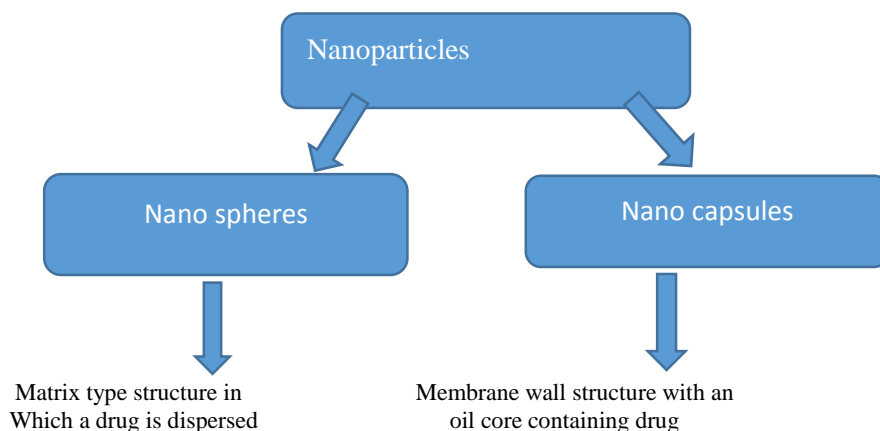 Nanoparticles
Nano spheres
Nano capsules
Matrix type structure in
Which a drug is dispersed
Membrane wall structure with an
oil core containing drug